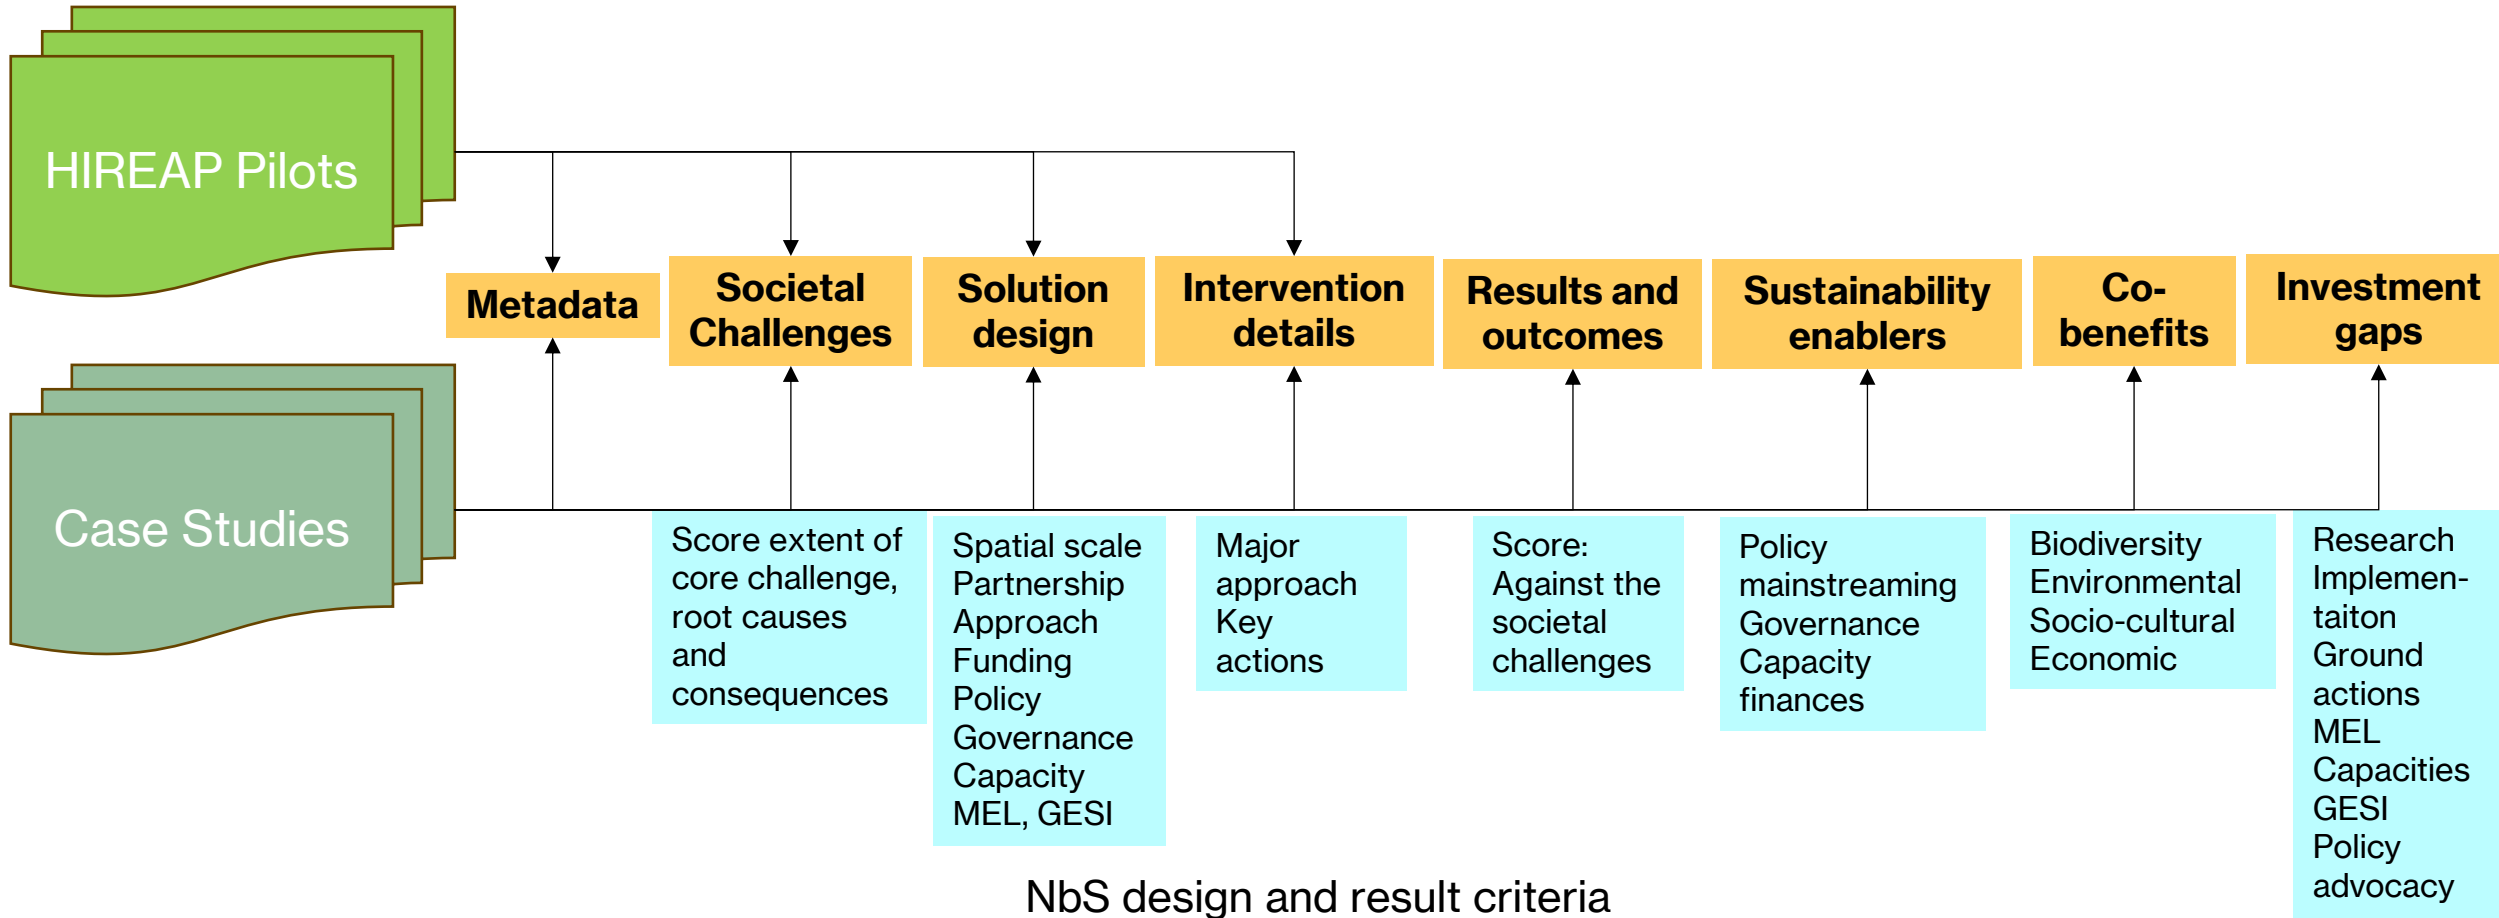 HIREAP Pilots
Metadata
Societal
Challenges
Solution
design
Intervention
details
Results and
outcomes
Sustainability
enablers
Co-
benefits
Investment
gaps
Case Studies
Score extent of
core challenge,
root causes
and
consequences
Spatial scale
Partnership
Approach
Funding
Policy
Governance
Capacity
MEL, GESI
Major
approach
Key
actions
Score:
Against the
societal
challenges
Policy
mainstreaming
Governance
Capacity
finances
Biodiversity
Environmental
Socio-cultural
Economic
Research
Implemen-
taiton
Ground
actions
MEL
Capacities
GESI
Policy
advocacy
NbS design and result criteria